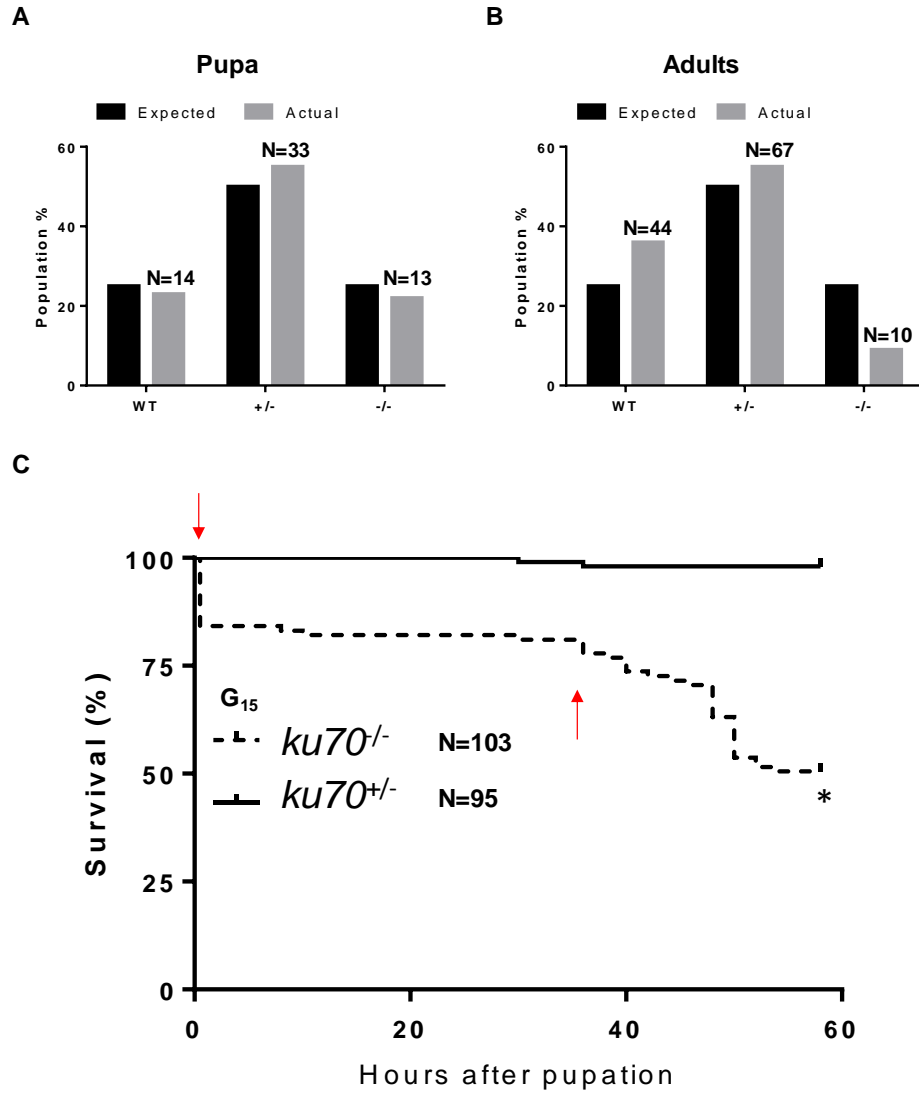 A
Pupa
Expected Actual
Population %
60
40
20
0
N=14
N=33
N=13
WT +/- -/-
B
Adults
Expected Actual
Population %
60
40
20
0
N=44
N=67
N=10
WT +/- -/-
C
Survival (%)
100
75
50
25
0
G15
ku70-/- N=103
ku70+/- N=95
*
0 20 40 60
Hours after pupation